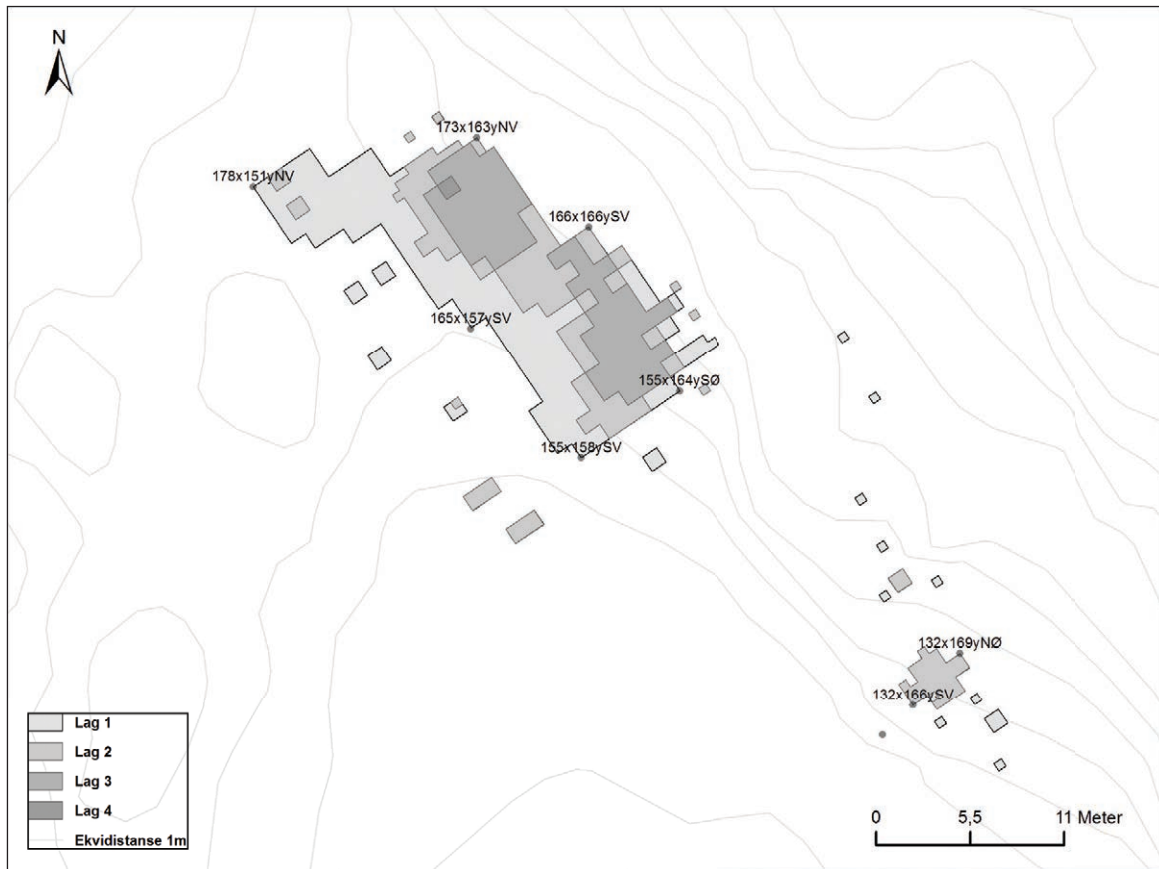 N
173x163yNV
178x151yNV
166x166ySV
165x157ySV
155x164ySØ
155x158ySV
132x169yNØ
132x166ySV
Lag 1
Lag 2
Lag 3
Lag 4
Ekvidistanse 1m
0 5,5 11 Meter